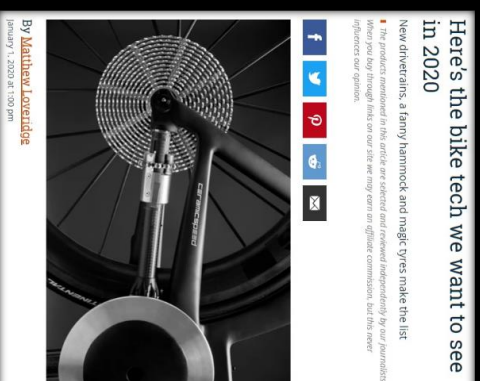 Here's the bike tech we want to see
in 2020
New drivetrains, a fanny hammock and magic tyres make the list
The products mentioned in this article are selected and reviewed independently by our journalists.
When you buy through links on our site we may earn an affiliate commission, but this never
influences our opinion.
f
CERAMICSPEED
TINENTAL
By Matthew Loveridge
January 1, 2020 at 1:00 pm